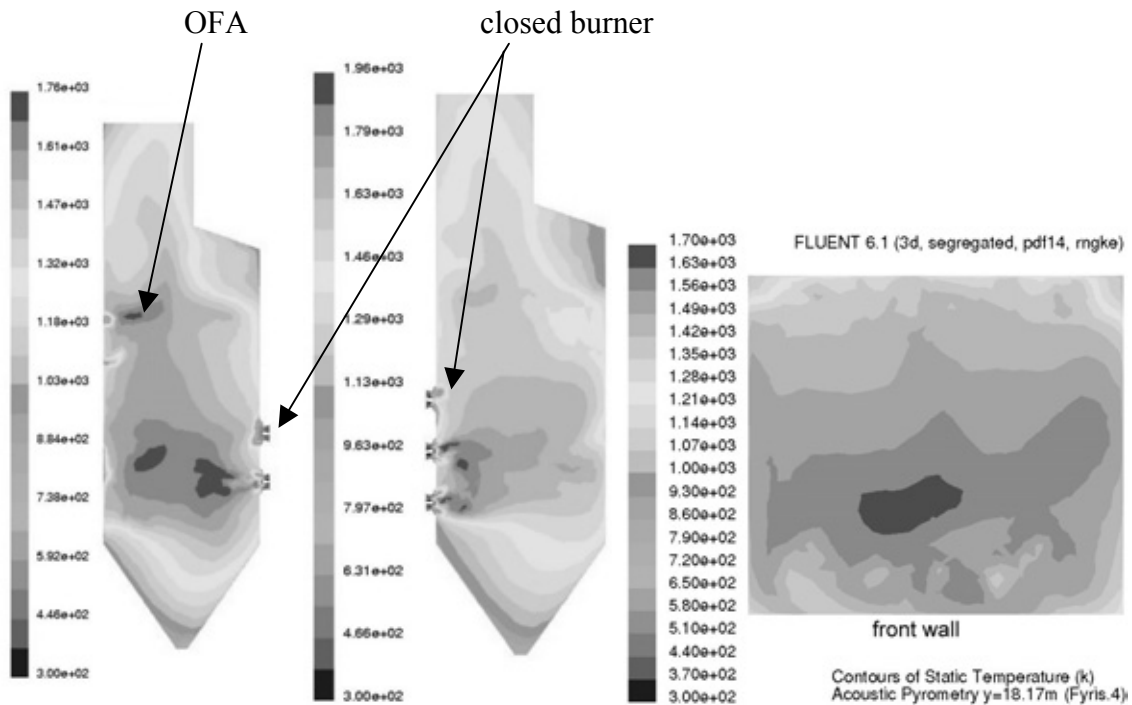 OFA
closed burner
1.76e+03
1.61e+03
1.47e+03
1.32e+03
1.18e+03
1.03e+03
8.84e+02
7.38e+02
5.92e+02
4.46e+02
3.00e+02
1.96e+03
1.79e+03
1.63e+03
1.46e+03
1.29e+03
1.13e+03
9.63e+02
7.97e+02
6.31e+02
4.66e+02
3.00e+02
1.70e+03
1.63e+03
1.56e+03
1.49e+03
1.42e+03
1.35e+03
1.28e+03
1.21e+03
1.14e+03
1.07e+03
1.00e+03
9.30e+02
8.60e+02
7.90e+02
7.20e+02
6.50e+02
5.80e+02
5.10e+02
4.40e+02
3.70e+02
3.00e+02
FLUENT 6.1 (3d, segregated, pdf14, rngke)
front wall
Contours of Static Temperature (k)
Acoustic Pyrometry y=18.17m (Fyris.4)